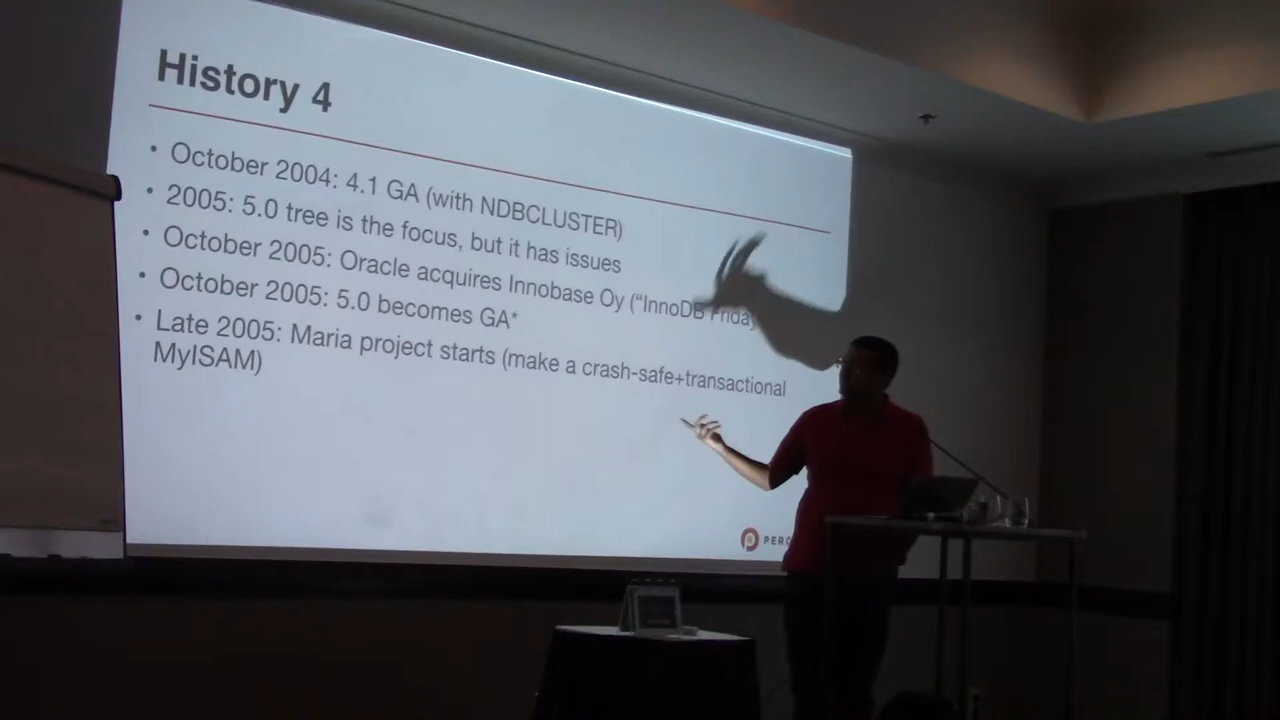 History 4
• October 2004: 4.1 GA (with NDBCLUSTER)
• 2005: 5.0 tree is the focus, but it has issues
• October 2005: Oracle acquires Innobase Oy (“InnoDB Friday
• October 2005: 5.0 becomes GA*
• Late 2005: Maria project starts (make a crash-safe+transactional
MyISAM)
PERC